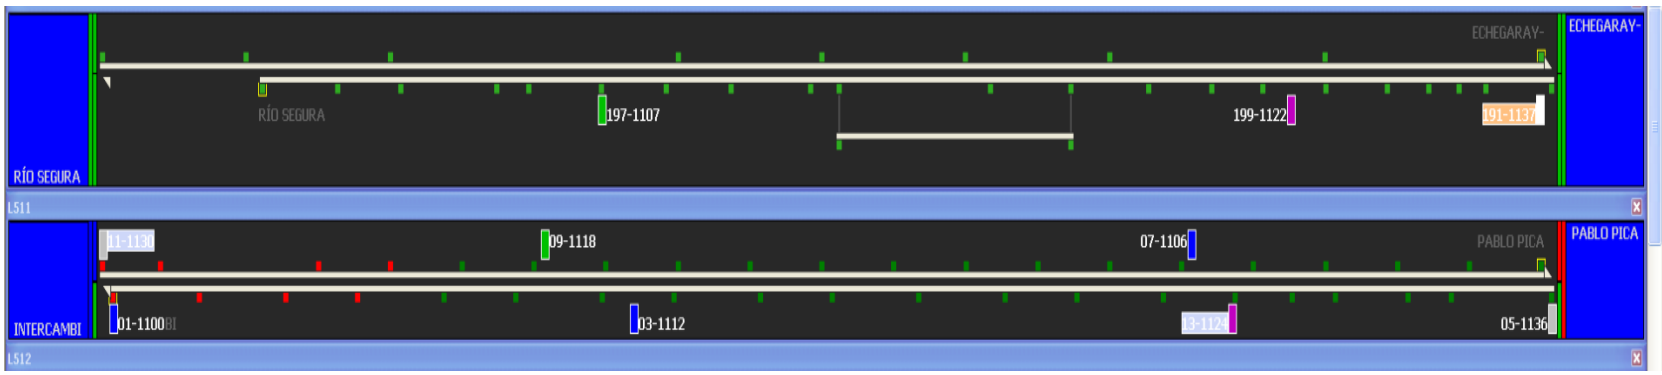 ECHEGARAY-
ECHEGARAY-
RÍO SEGURA
197-1107
199-1122
191-1137
RÍO SEGURA
L511
11-1130
09-1118
07-1106
PABLO PICA
PABLO PICA
INTERCAMBI
01-1100BI
03-1112
13-1124
05-1136
L512